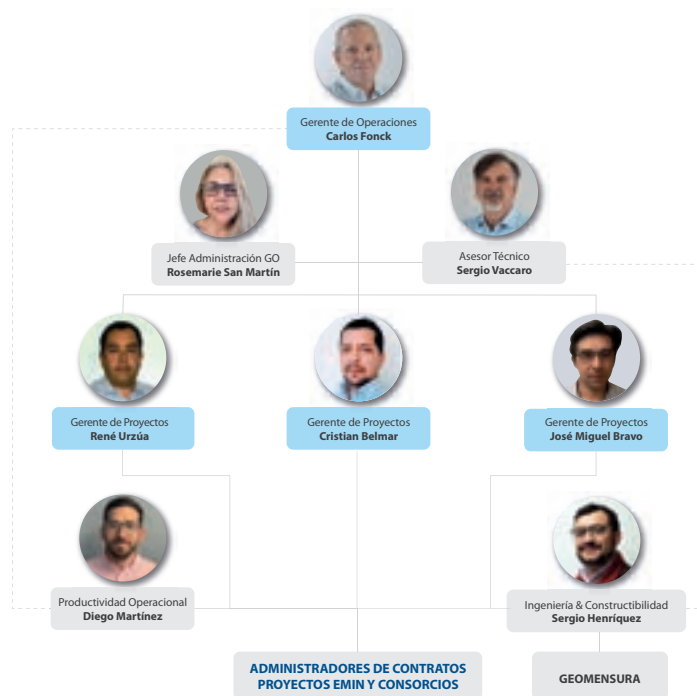 Gerente de Operaciones
Carlos Fonck
Jefe Administración GO
Rosemarie San Martín
Asesor Técnico
Sergio Vaccaro
Gerente de Proyectos
René Urzúa
Gerente de Proyectos
Cristian Belmar
Gerente de Proyectos
José Miguel Bravo
Productividad Operacional
Diego Martínez
Ingeniería & Constructibilidad
Sergio Henríquez
ADMINISTRADORES DE CONTRATOS
PROYECTOS EMIN Y CONSORCIOS
GEOMENSURA